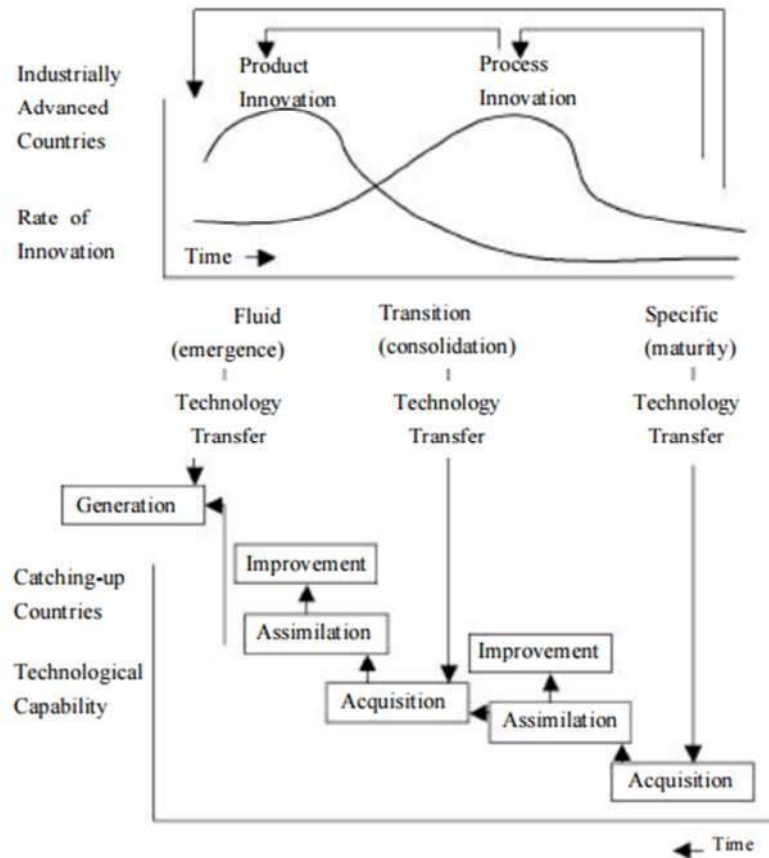 Industrially
Advanced
Countries
Product
Innovation
Process
Innovation
Rate of
Innovation
Time
Fluid
(emergence)
Transition
(consolidation)
Specific
(maturity)
Technology
Transfer
Technology
Transfer
Technology
Transfer
Generation
Catching-up
Countries
Technological
Capability
Improvement
Assimilation
Acquisition
Improvement
Assimilation
Acquisition
Time